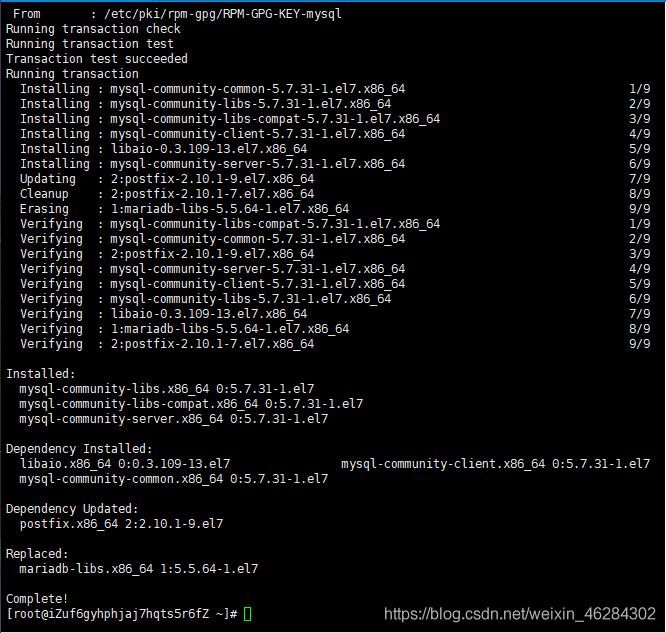 From       : /etc/pki/rpm-gpg/RPM-GPG-KEY-mysql
Running transaction check
Running transaction test
Transaction test succeeded
Running transaction
  Installing : mysql-community-common-5.7.31-1.el7.x86_64 1/9
  Installing : mysql-community-libs-5.7.31-1.el7.x86_64 2/9
  Installing : mysql-community-libs-compat-5.7.31-1.el7.x86_64 3/9
  Installing : mysql-community-client-5.7.31-1.el7.x86_64 4/9
  Installing : libaio-0.3.109-13.el7.x86_64 5/9
  Installing : mysql-community-server-5.7.31-1.el7.x86_64 6/9
  Updating   : 2:postfix-2.10.1-9.el7.x86_64 7/9
  Cleanup    : 2:postfix-2.10.1-7.el7.x86_64 8/9
  Erasing    : 1:mariadb-libs-5.5.64-1.el7.x86_64 9/9
  Verifying  : mysql-community-libs-compat-5.7.31-1.el7.x86_64 1/9
  Verifying  : mysql-community-common-5.7.31-1.el7.x86_64 2/9
  Verifying  : 2:postfix-2.10.1-9.el7.x86_64 3/9
  Verifying  : mysql-community-server-5.7.31-1.el7.x86_64 4/9
  Verifying  : mysql-community-client-5.7.31-1.el7.x86_64 5/9
  Verifying  : mysql-community-libs-5.7.31-1.el7.x86_64 6/9
  Verifying  : libaio-0.3.109-13.el7.x86_64 7/9
  Verifying  : 1:mariadb-libs-5.5.64-1.el7.x86_64 8/9
  Verifying  : 2:postfix-2.10.1-7.el7.x86_64 9/9
Installed:
  mysql-community-libs.x86_64 0:5.7.31-1.el7
  mysql-community-libs-compat.x86_64 0:5.7.31-1.el7
  mysql-community-server.x86_64 0:5.7.31-1.el7
Dependency Installed:
  libaio.x86_64 0:0.3.109-13.el7 mysql-community-client.x86_64 0:5.7.31-1.el7
  mysql-community-common.x86_64 0:5.7.31-1.el7
Dependency Updated:
  postfix.x86_64 2:2.10.1-9.el7
Replaced:
  mariadb-libs.x86_64 1:5.5.64-1.el7
Complete!
[root@iZuf6gyhphjaj7hqts5r6fZ ~]#
https://blog.csdn.net/weixin_46284302